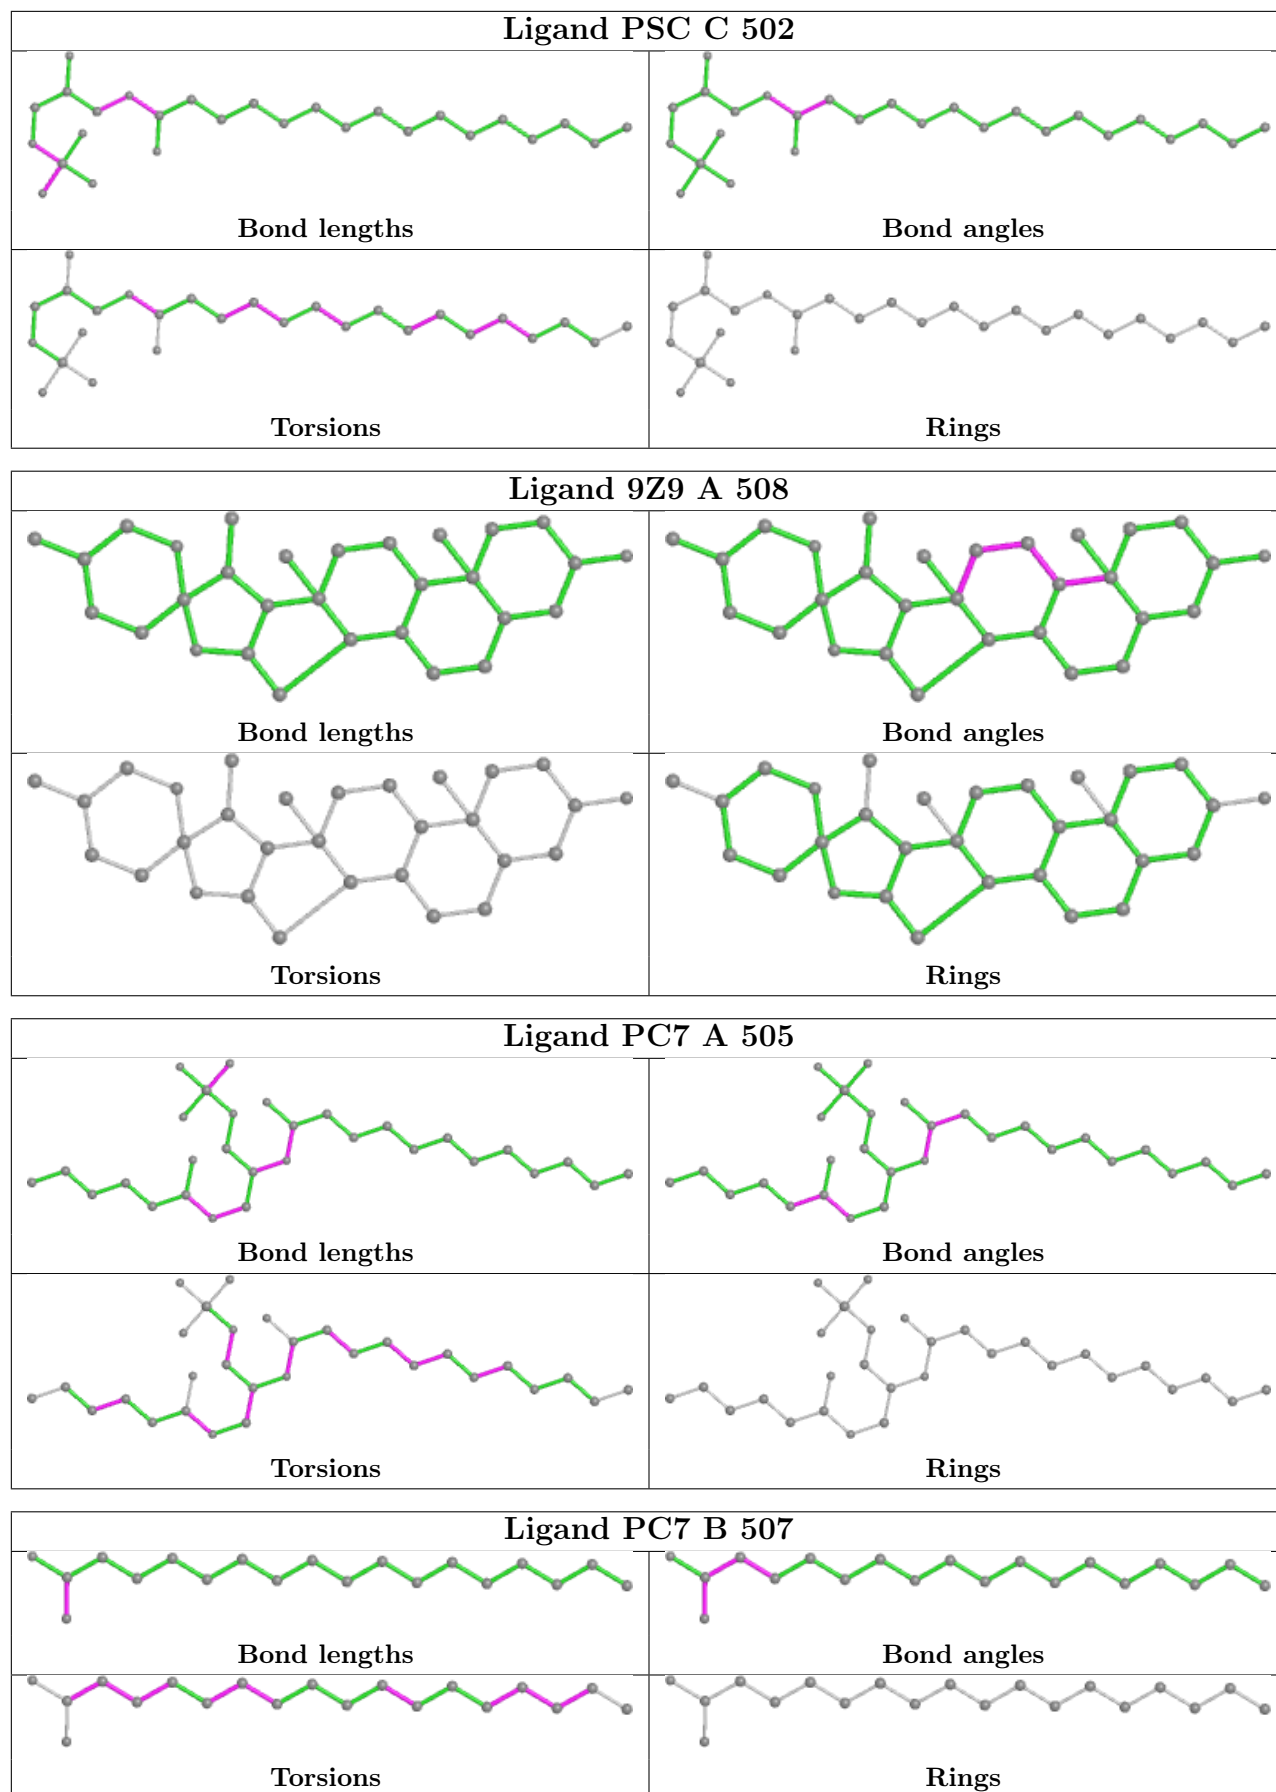 Ligand PSC C 502
Bond lengths Bond angles
Torsions Rings
Ligand 9Z9 A 508
Bond lengths Bond angles
Torsions Rings
Ligand PC7 A 505
Bond lengths Bond angles
Torsions Rings
Ligand PC7 B 507
Bond lengths Bond angles
Torsions Rings